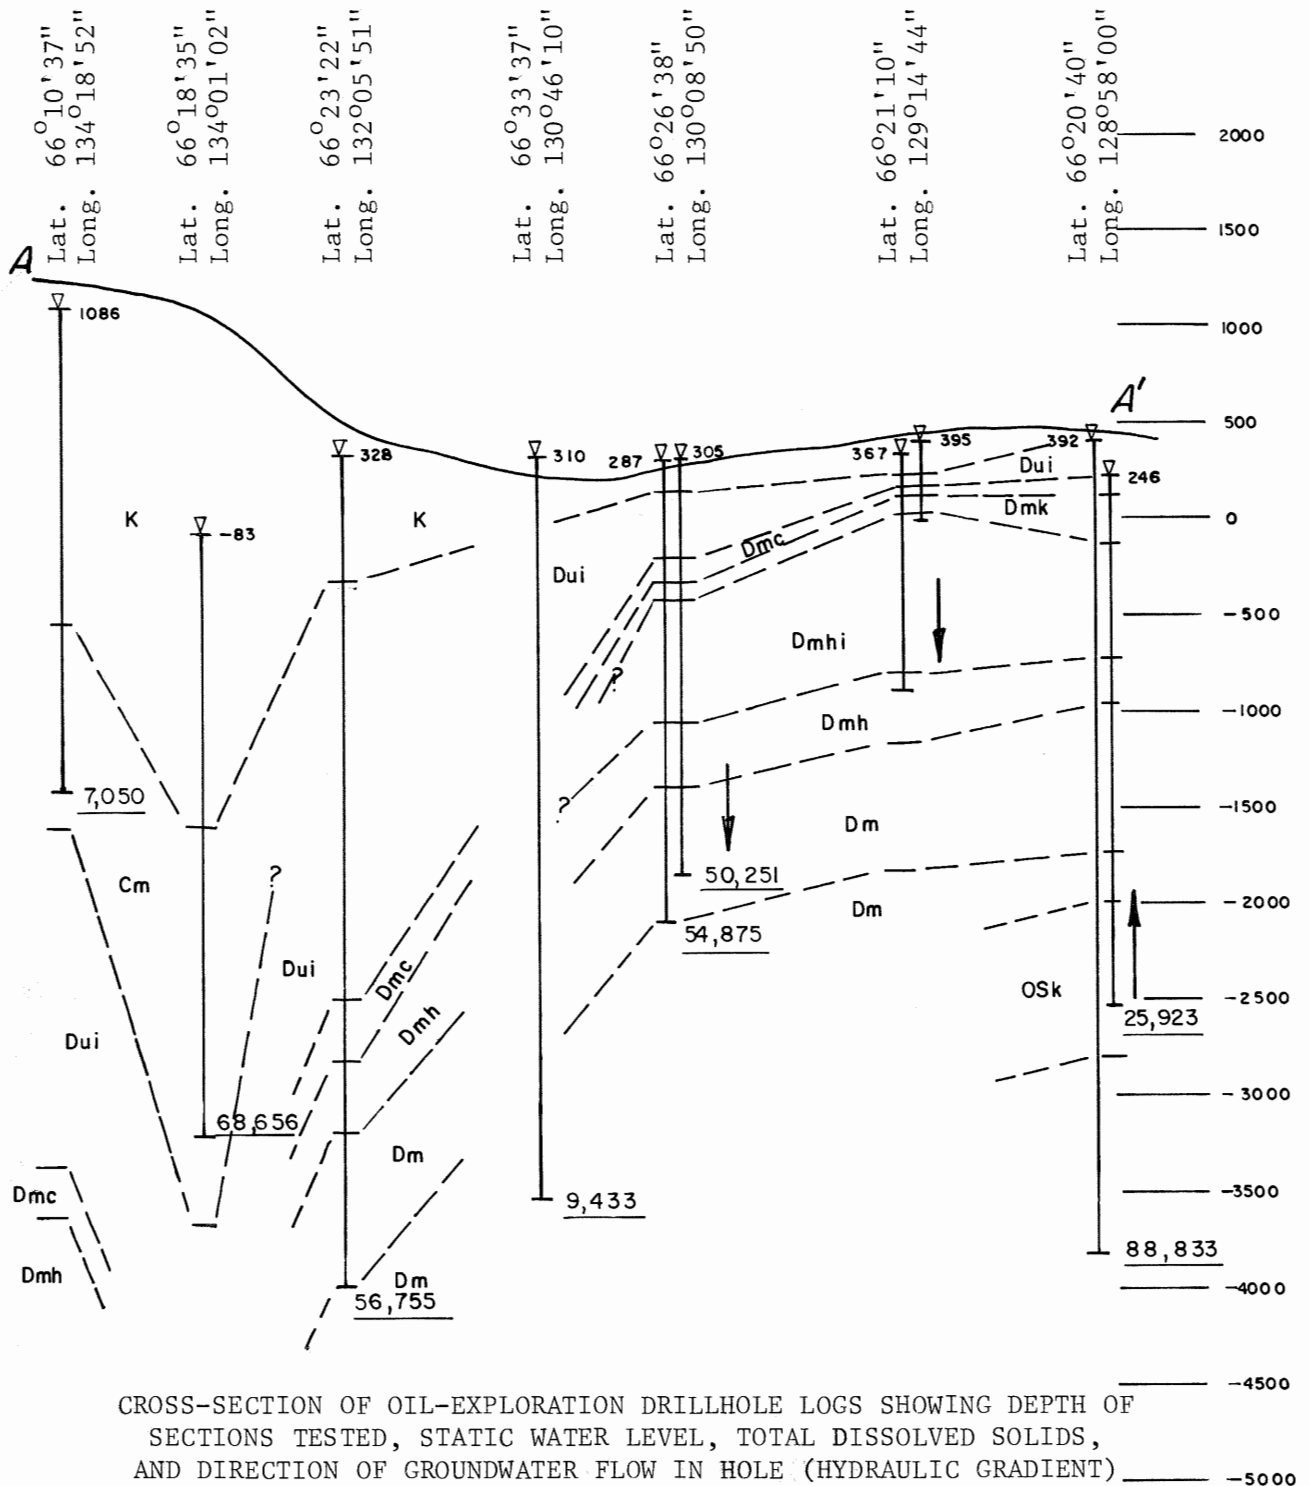 Lat. 66°10'37"
Long. 134°18'52"
Lat. 66°18'35"
Long. 134°01'02"
Lat. 66°23'22"
Long. 132°05'51"
Lat. 66°33'37"
Long. 130°46'10"
Lat. 66°26'38"
Long. 130°08'50"
Lat. 66°21'10"
Long. 129°14'44"
Lat. 66°20'40"
Long. 128°58'00"
2000
1500
A
1086
1000
A'
500
328
310
287
305
367
395
392
246
K
-83
K
Dui
Dmk
0
Dmc
Dui
-500
Dmhi
?
-1000
Dmh
7,050
?
-1500
Dm
Cm
?
50,251
-2000
Dm
54,875
Dui
Dmc
OSk
-2500
25,923
Dmh
Dui
-3000
68,656
Dm
Dmc
9,433
-3500
88,833
Dmh
Dm
-4000
56,755
-4500
CROSS-SECTION OF OIL-EXPLORATION DRILLHOLE LOGS SHOWING DEPTH OF
SECTIONS TESTED, STATIC WATER LEVEL, TOTAL DISSOLVED SOLIDS,
AND DIRECTION OF GROUNDWATER FLOW IN HOLE (HYDRAULIC GRADIENT)
-5000